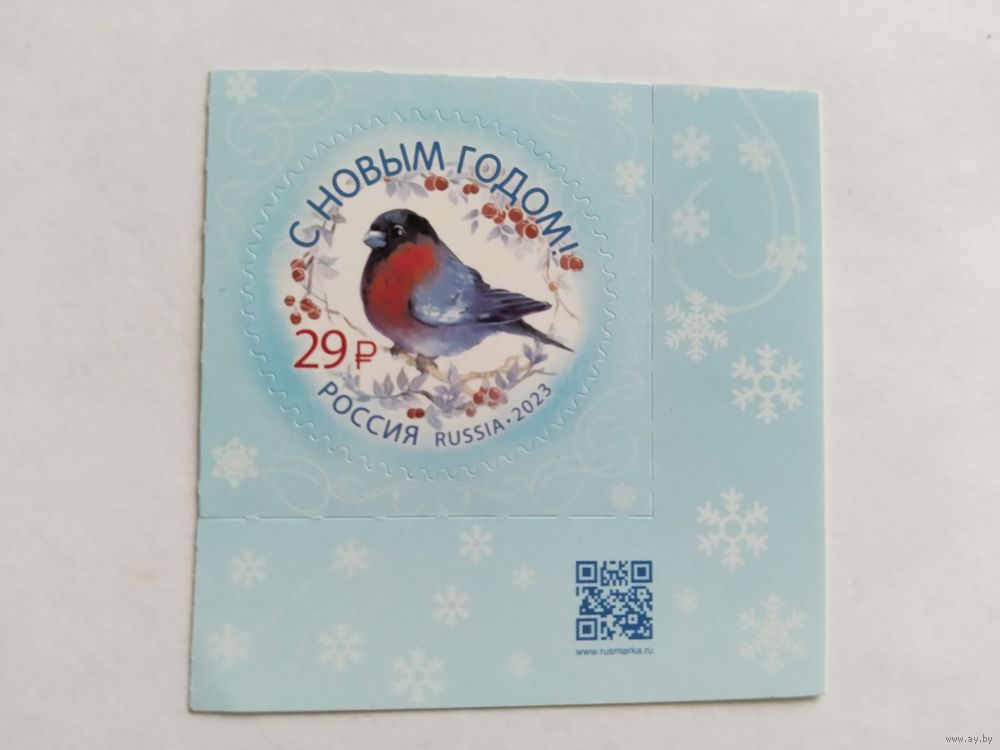 С НОВЫМ ГОДОМ!
29₽
РОССИЯ RUSSIA·2023
www.rusmarka.ru
www.ay.by